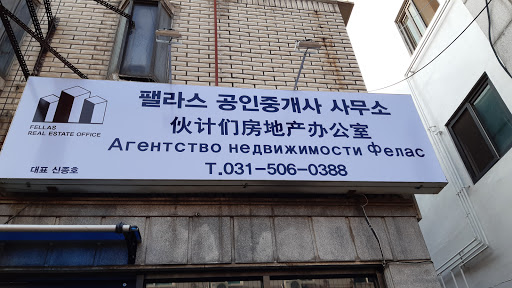 팰라스 공인중개사 사무소
伙计们房地产办公室
Агентство недвижимости Фелас
T.031-506-0388
FELLAS
REAL ESTATE OFFICE
대표 신종호